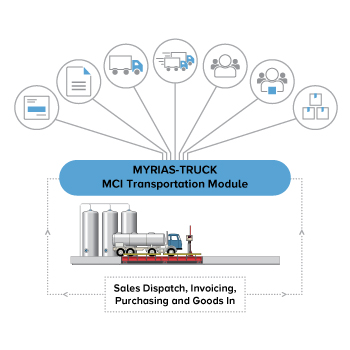 MYRIAS-TRUCK
MCI Transportation Module
Sales Dispatch, Invoicing,
Purchasing and Goods In